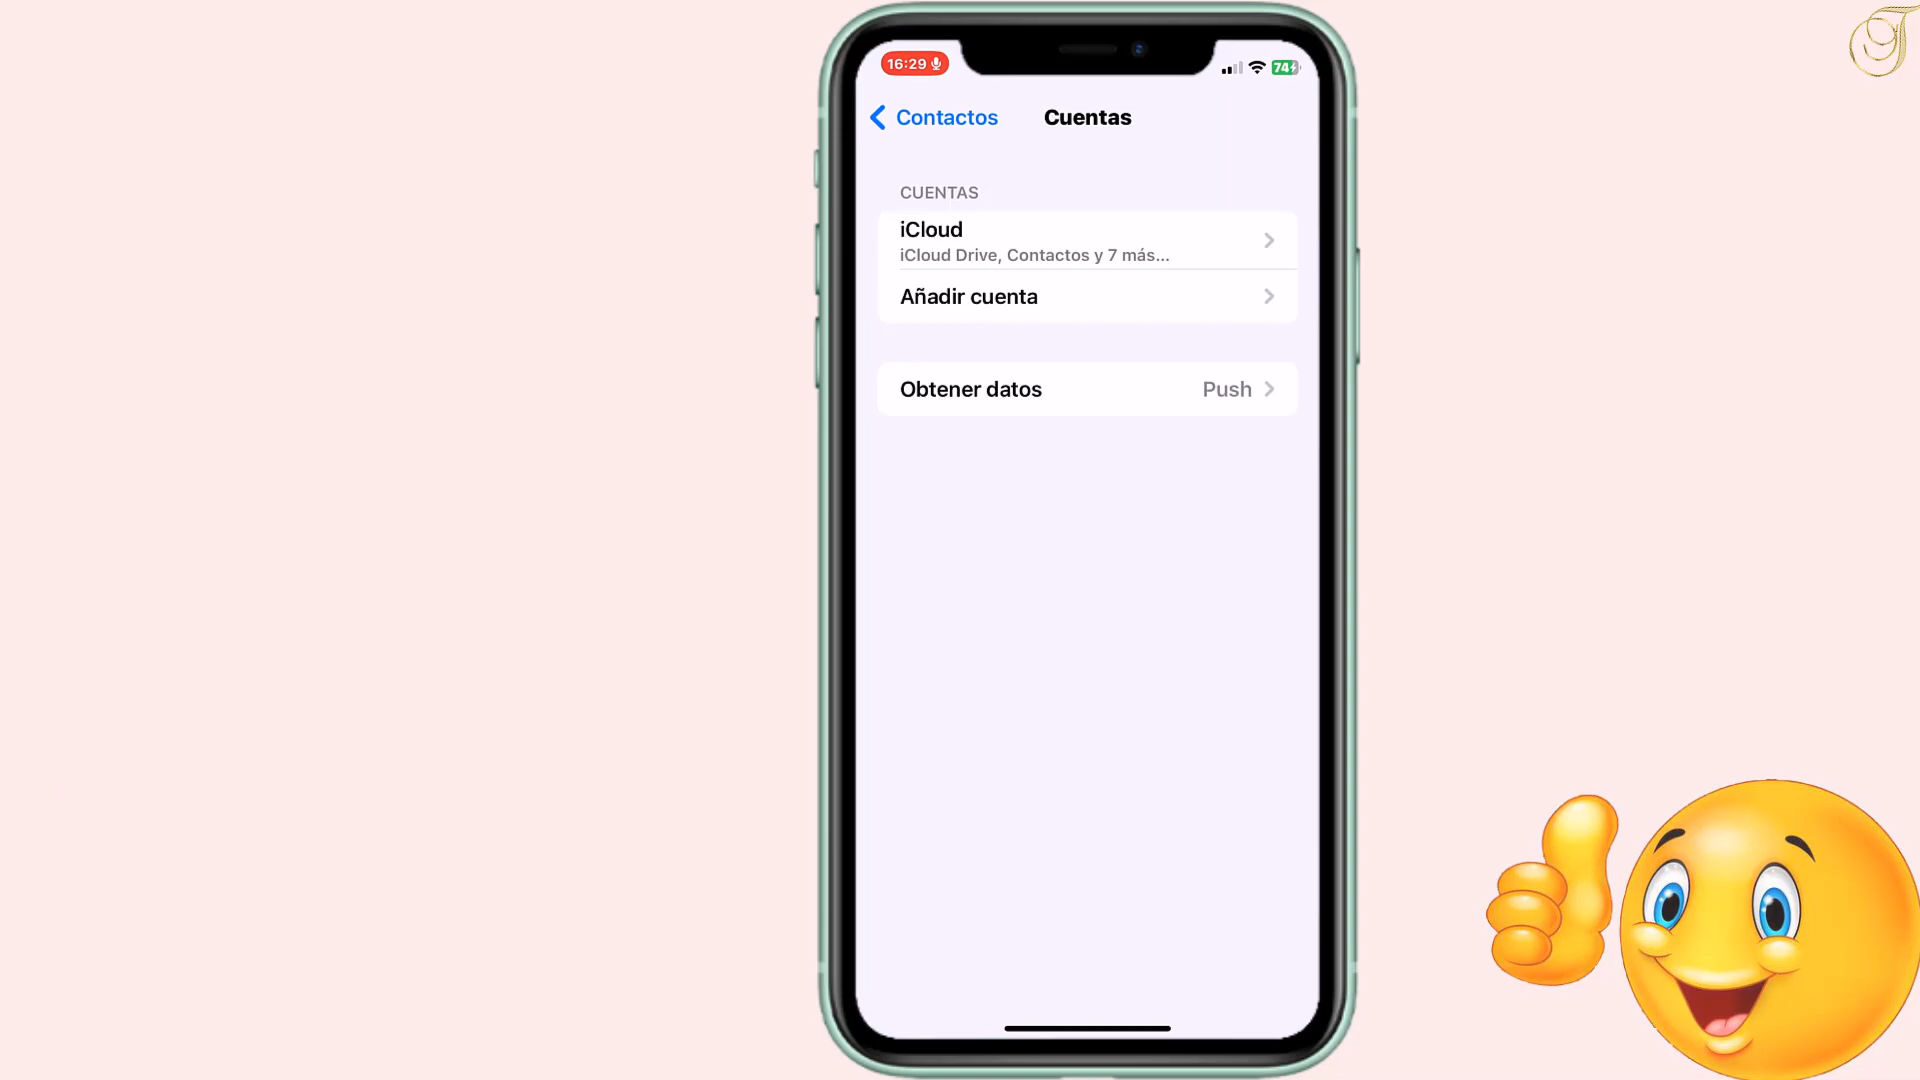 16:29
74
Contactos
Cuentas
CUENTAS
iCloud
iCloud Drive, Contactos y 7 más...
Añadir cuenta
Obtener datos
Push